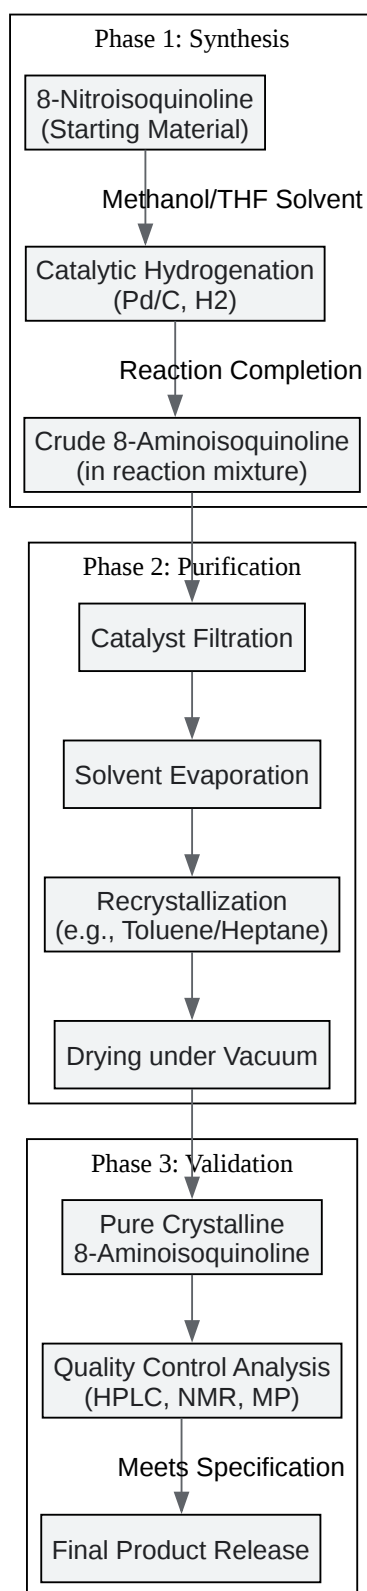 Phase 1: Synthesis
8-Nitroisoquinoline
(Starting Material)
Methanol/THF Solvent
Catalytic Hydrogenation
(Pd/C, H2)
Reaction Completion
Crude 8-Aminoisoquinoline
(in reaction mixture)
Phase 2: Purification
Catalyst Filtration
Solvent Evaporation
Recrystallization
(e.g., Toluene/Heptane)
Drying under Vacuum
Phase 3: Validation
Pure Crystalline
8-Aminoisoquinoline
Quality Control Analysis
(HPLC, NMR, MP)
Meets Specification
Final Product Release